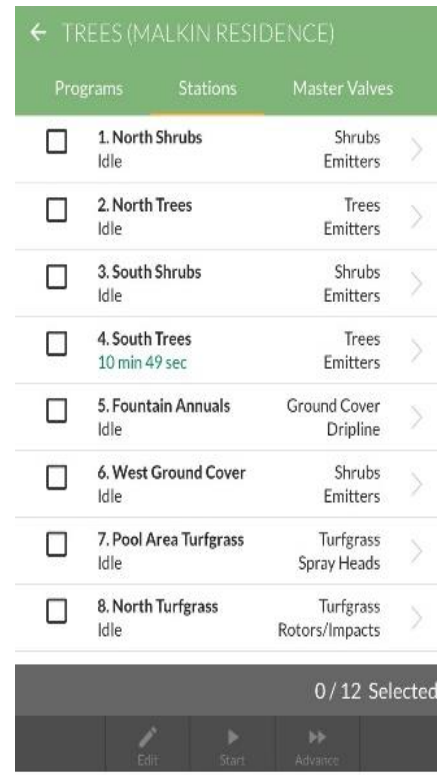 TREES (MALKIN RESIDENCE)
Programs Stations Master Valves
1. North Shrubs Shrubs
Idle Emitters
2. North Trees Trees
Idle Emitters
3. South Shrubs Shrubs
Idle Emitters
4. South Trees Trees
10 min 49 sec Emitters
5. Fountain Annuals Ground Cover
Idle Dripline
6. West Ground Cover Shrubs
Idle Emitters
7. Pool Area Turfgrass Turfgrass
Idle Spray Heads
8. North Turfgrass Turfgrass
Idle Rotors/Impacts
0 / 12 Selected
Edit Start Advance